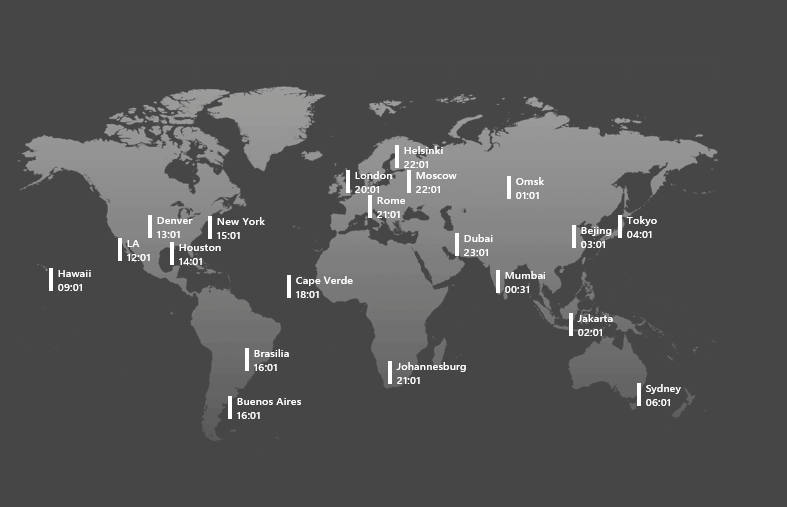 Helsinki
22:01
London
20:01
Moscow
22:01
Omsk
01:01
Rome
21:01
Denver
13:01
New York
15:01
Tokyo
04:01
Bejing
03:01
LA
12:01
Houston
14:01
Dubai
23:01
Hawaii
09:01
Cape Verde
18:01
Mumbai
00:31
Jakarta
02:01
Brasilia
16:01
Johannesburg
21:01
Sydney
06:01
Buenos Aires
16:01